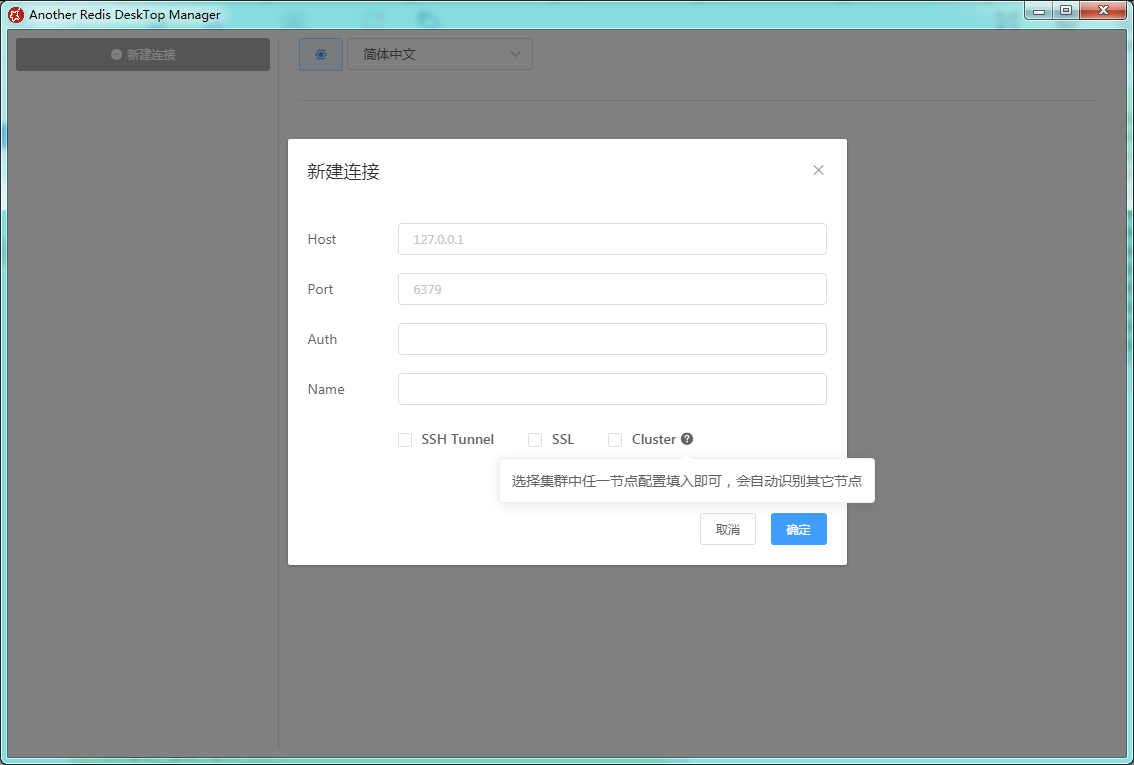 Another Redis DeskTop Manager
新建连接
简体中文
新建连接
Host
127.0.0.1
Port
6379
Auth
Name
SSH Tunnel
SSL
Cluster ?
选择集群中任一节点配置填入即可，会自动识别其它节点
取消
确定